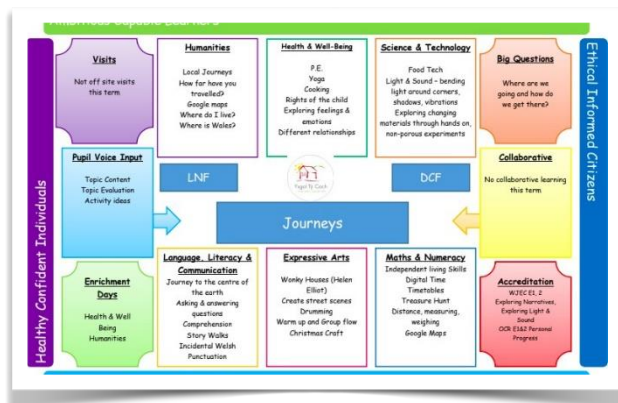 Ambitious Capable Learners
Healthy Confident Individuals
Ethical Informed Citizens
Visits
Not off site visits
this term
Humanities
Local Journeys
How far have you
travelled?
Google maps
Where do I live?
Where is Wales?
Health & Well-Being
P.E.
Yoga
Cooking
Rights of the child
Exploring feelings &
emotions
Different relationships
Science & Technology
Food Tech
Light & Sound – bending
light around corners,
shadows, vibrations
Exploring changing
materials through hands on,
non-porous experiments
Big Questions
Where are we
going and how do
we get there?
Pupil Voice Input
Topic Content
Topic Evaluation
Activity ideas
LNF
DCF
Journeys
Collaborative
No collaborative learning
this term
Enrichment
Days
Health & Well
Being
Humanities
Language, Literacy &
Communication
Journey to the centre of
the earth
Asking & answering
questions
Comprehension
Story Walks
Incidental Welsh
Punctuation
Expressive Arts
Wonky Houses (Helen
Elliot)
Create street scenes
Drumming
Warm up and Group flow
Christmas Craft
Maths & Numeracy
Independent living Skills
Digital Time
Timetables
Treasure Hunt
Distance, measuring,
weighing
Google Maps
Accreditation
WJEC E1, 2
Exploring Narratives,
Exploring Light &
Sound
OCR E1&2 Personal
Progress